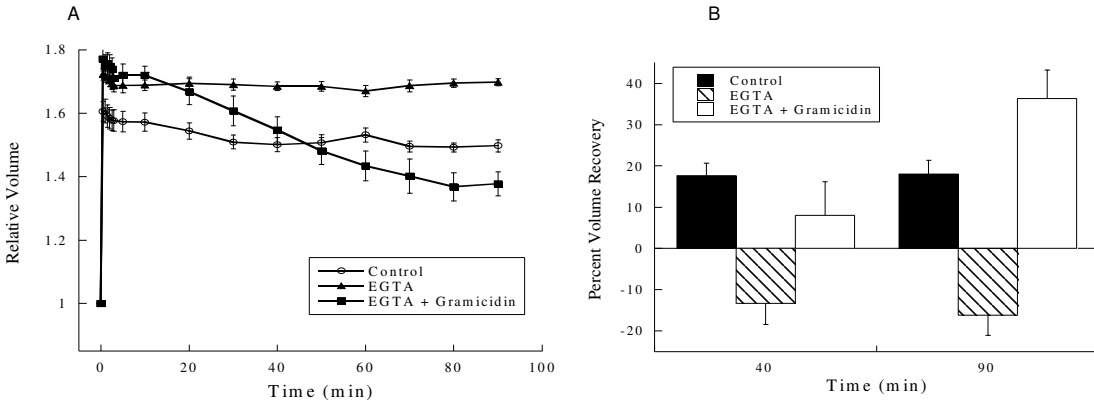 A
1.8
1.6
1.4
1.2
1
Relative Volume
Control
EGTA
EGTA + Gramicidin
0
20
40
60
80
100
Time (min)
B
Control
EGTA
EGTA + Gramicidin
40
30
20
10
0
-10
-20
Percent Volume Recovery
40
90
Time (min)